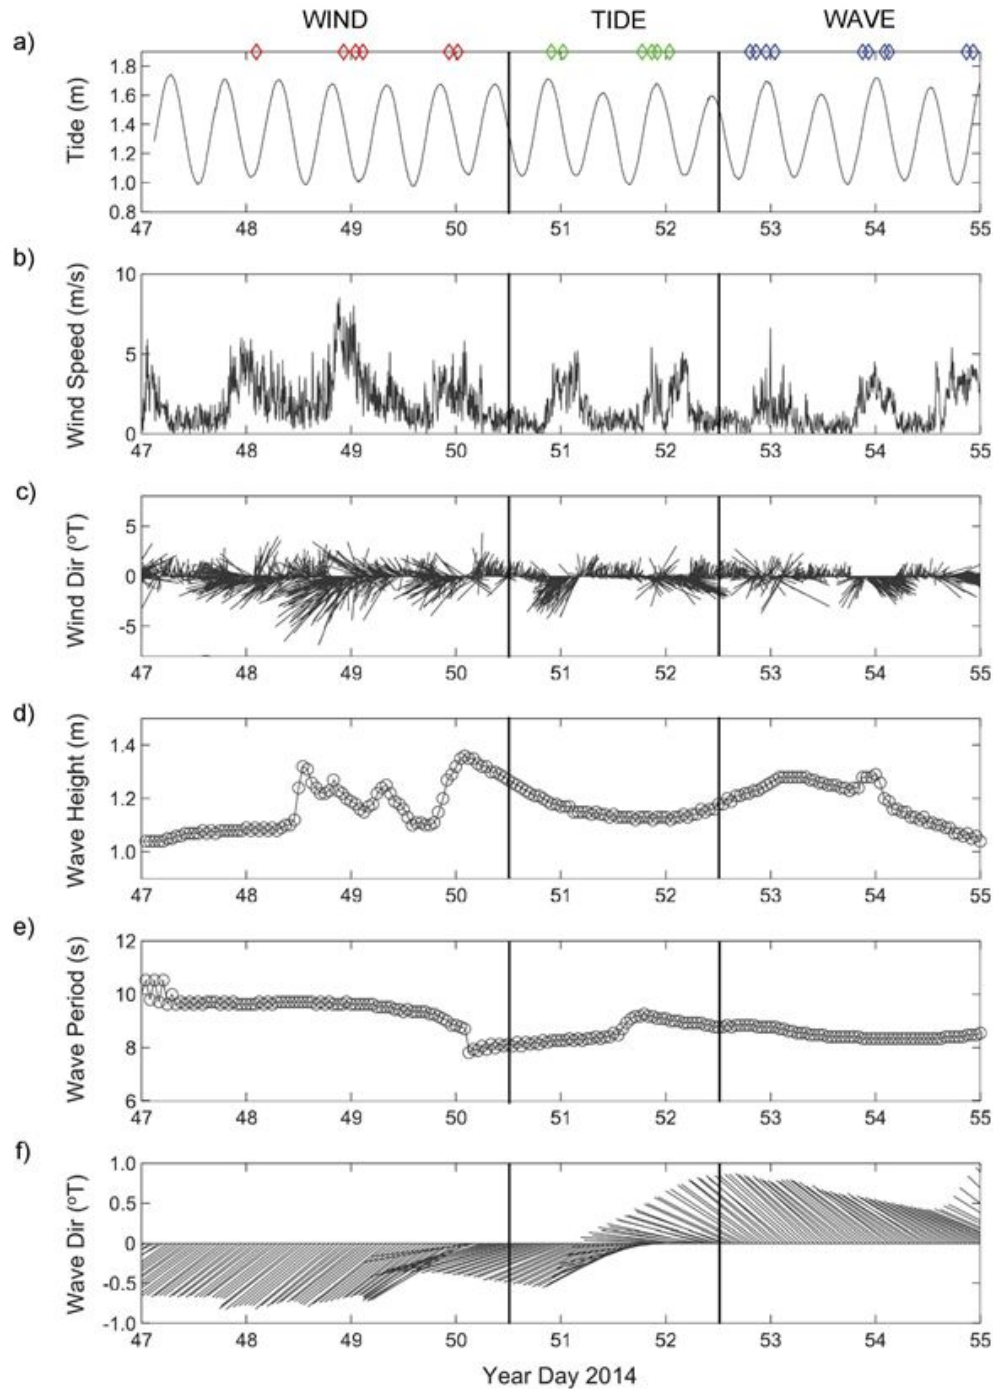 WIND TIDE WAVE
a)
Tide (m)
1.8
1.6
1.4
1.2
1.0
0.8
47 48 49 50 51 52 53 54 55
b)
Wind Speed (m/s)
10
5
0
47 48 49 50 51 52 53 54 55
c)
Wind Dir (°T)
5
0
-5
47 48 49 50 51 52 53 54 55
d)
Wave Height (m)
1.4
1.2
1.0
47 48 49 50 51 52 53 54 55
e)
Wave Period (s)
12
10
8
6
47 48 49 50 51 52 53 54 55
f)
Wave Dir (°T)
1.0
0.5
0
-0.5
-1.0
47 48 49 50 51 52 53 54 55
Year Day 2014